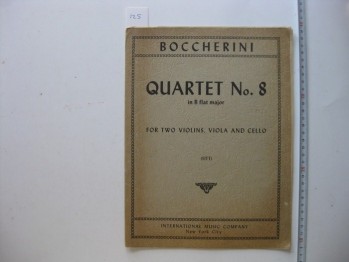 125
BOCCHERINI
QUARTET No. 8
in B flat major
FOR TWO VIOLINS, VIOLA AND CELLO
INTERNATIONAL MUSIC COMPANY
New York City